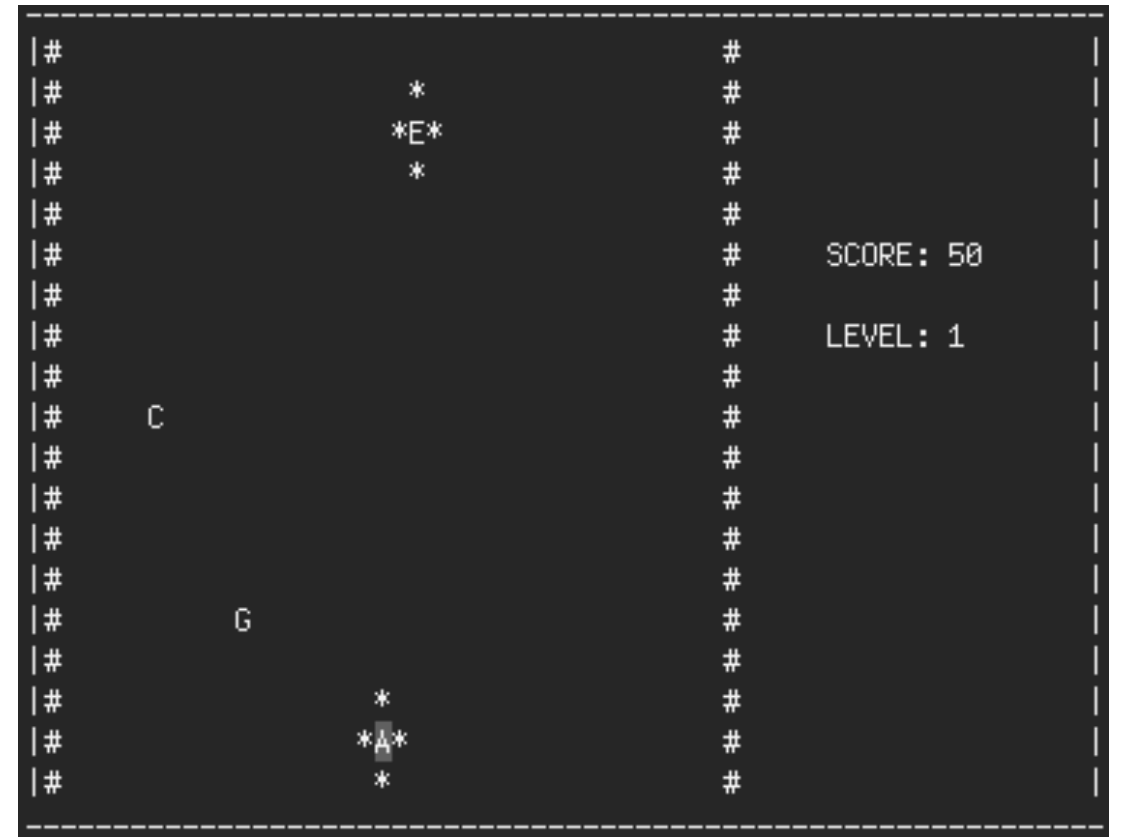 ---------------------------------------------------------------
|#                                      #                    |
|#                    *                 #                    |
|#                   *E*                #                    |
|#                    *                 #                    |
|#                                      #                    |
|#                                      #    SCORE: 50       |
|#                                      #                    |
|#                                      #    LEVEL: 1        |
|#                                      #                    |
|#     C                                #                    |
|#                                      #                    |
|#                                      #                    |
|#                                      #                    |
|#                                      #                    |
|#          G                           #                    |
|#                                      #                    |
|#                  *                   #                    |
|#                 *A*                  #                    |
|#                  *                   #                    |
---------------------------------------------------------------